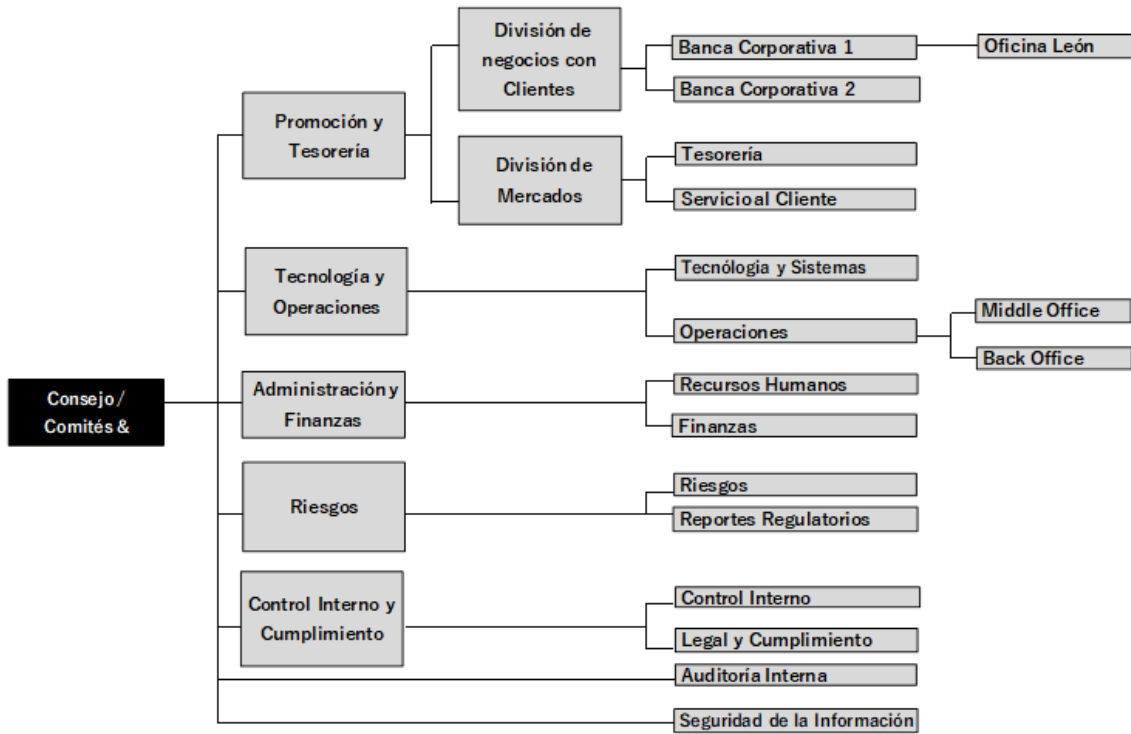 División de
negocios con
Clientes
Banca Corporativa 1
Oficina León
Banca Corporativa 2
Promoción y
Tesorería
División de
Mercados
Tesorería
Servicio al Cliente
Tecnología y
Operaciones
Tecnólogia y Sistemas
Operaciones
Middle Office
Back Office
Consejo /
Comités &
Administración y
Finanzas
Recursos Humanos
Finanzas
Riesgos
Riesgos
Reportes Regulatorios
Control Interno y
Cumplimiento
Control Interno
Legal y Cumplimiento
Auditoría Interna
Seguridad de la Información